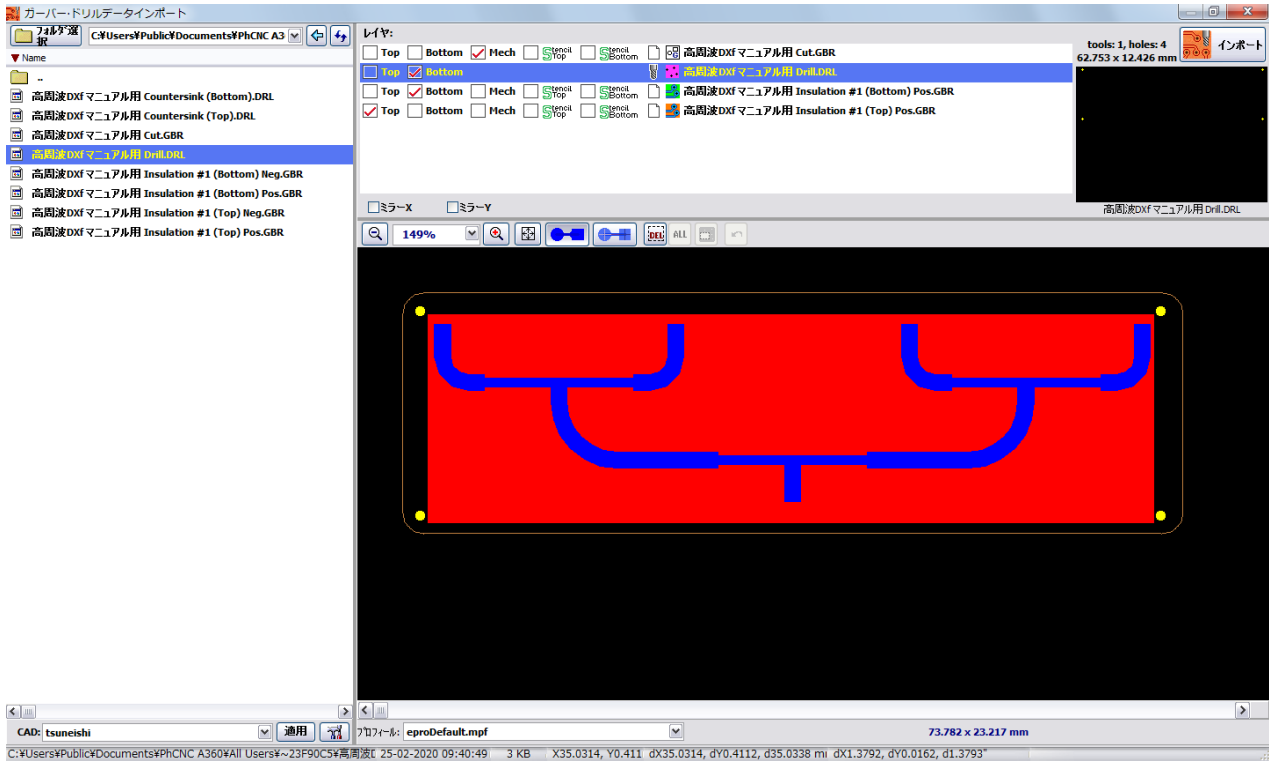 ガーバー・ドリルデータインポート
ﾌｫﾙﾀﾞ選択 C:¥Users¥Public¥Documents¥PhCNC A3
Name
..
高周波DXfマニュアル用 Countersink (Bottom).DRL
高周波DXfマニュアル用 Countersink (Top).DRL
高周波DXfマニュアル用 Cut.GBR
高周波DXfマニュアル用 Drill.DRL
高周波DXfマニュアル用 Insulation #1 (Bottom) Neg.GBR
高周波DXfマニュアル用 Insulation #1 (Bottom) Pos.GBR
高周波DXfマニュアル用 Insulation #1 (Top) Neg.GBR
高周波DXfマニュアル用 Insulation #1 (Top) Pos.GBR
CAD: tsuneishi 適用
レイヤ:
Top Bottom Mech Stencil Top Stencil Bottom 高周波DXfマニュアル用 Cut.GBR
Top Bottom 高周波DXfマニュアル用 Drill.DRL
Top Bottom Mech Stencil Top Stencil Bottom 高周波DXfマニュアル用 Insulation #1 (Bottom) Pos.GBR
Top Bottom Mech Stencil Top Stencil Bottom 高周波DXfマニュアル用 Insulation #1 (Top) Pos.GBR
ミラーX ミラーY
tools: 1, holes: 4
62.753 x 12.426 mm
インポート
高周波DXfマニュアル用 Drill.DRL
149% DEL ALL
ﾌﾟﾛﾌィｰﾙ: eproDefault.mpf 73.782 x 23.217 mm
C:¥Users¥Public¥Documents¥PhCNC A360¥All Users¥~23F90C5¥高周波 25-02-2020 09:40:49 3 KB X35.0314, Y0.411 dX35.0314, dY0.4112, d35.0338 m dX1.3792, dY0.0162, d1.3793"